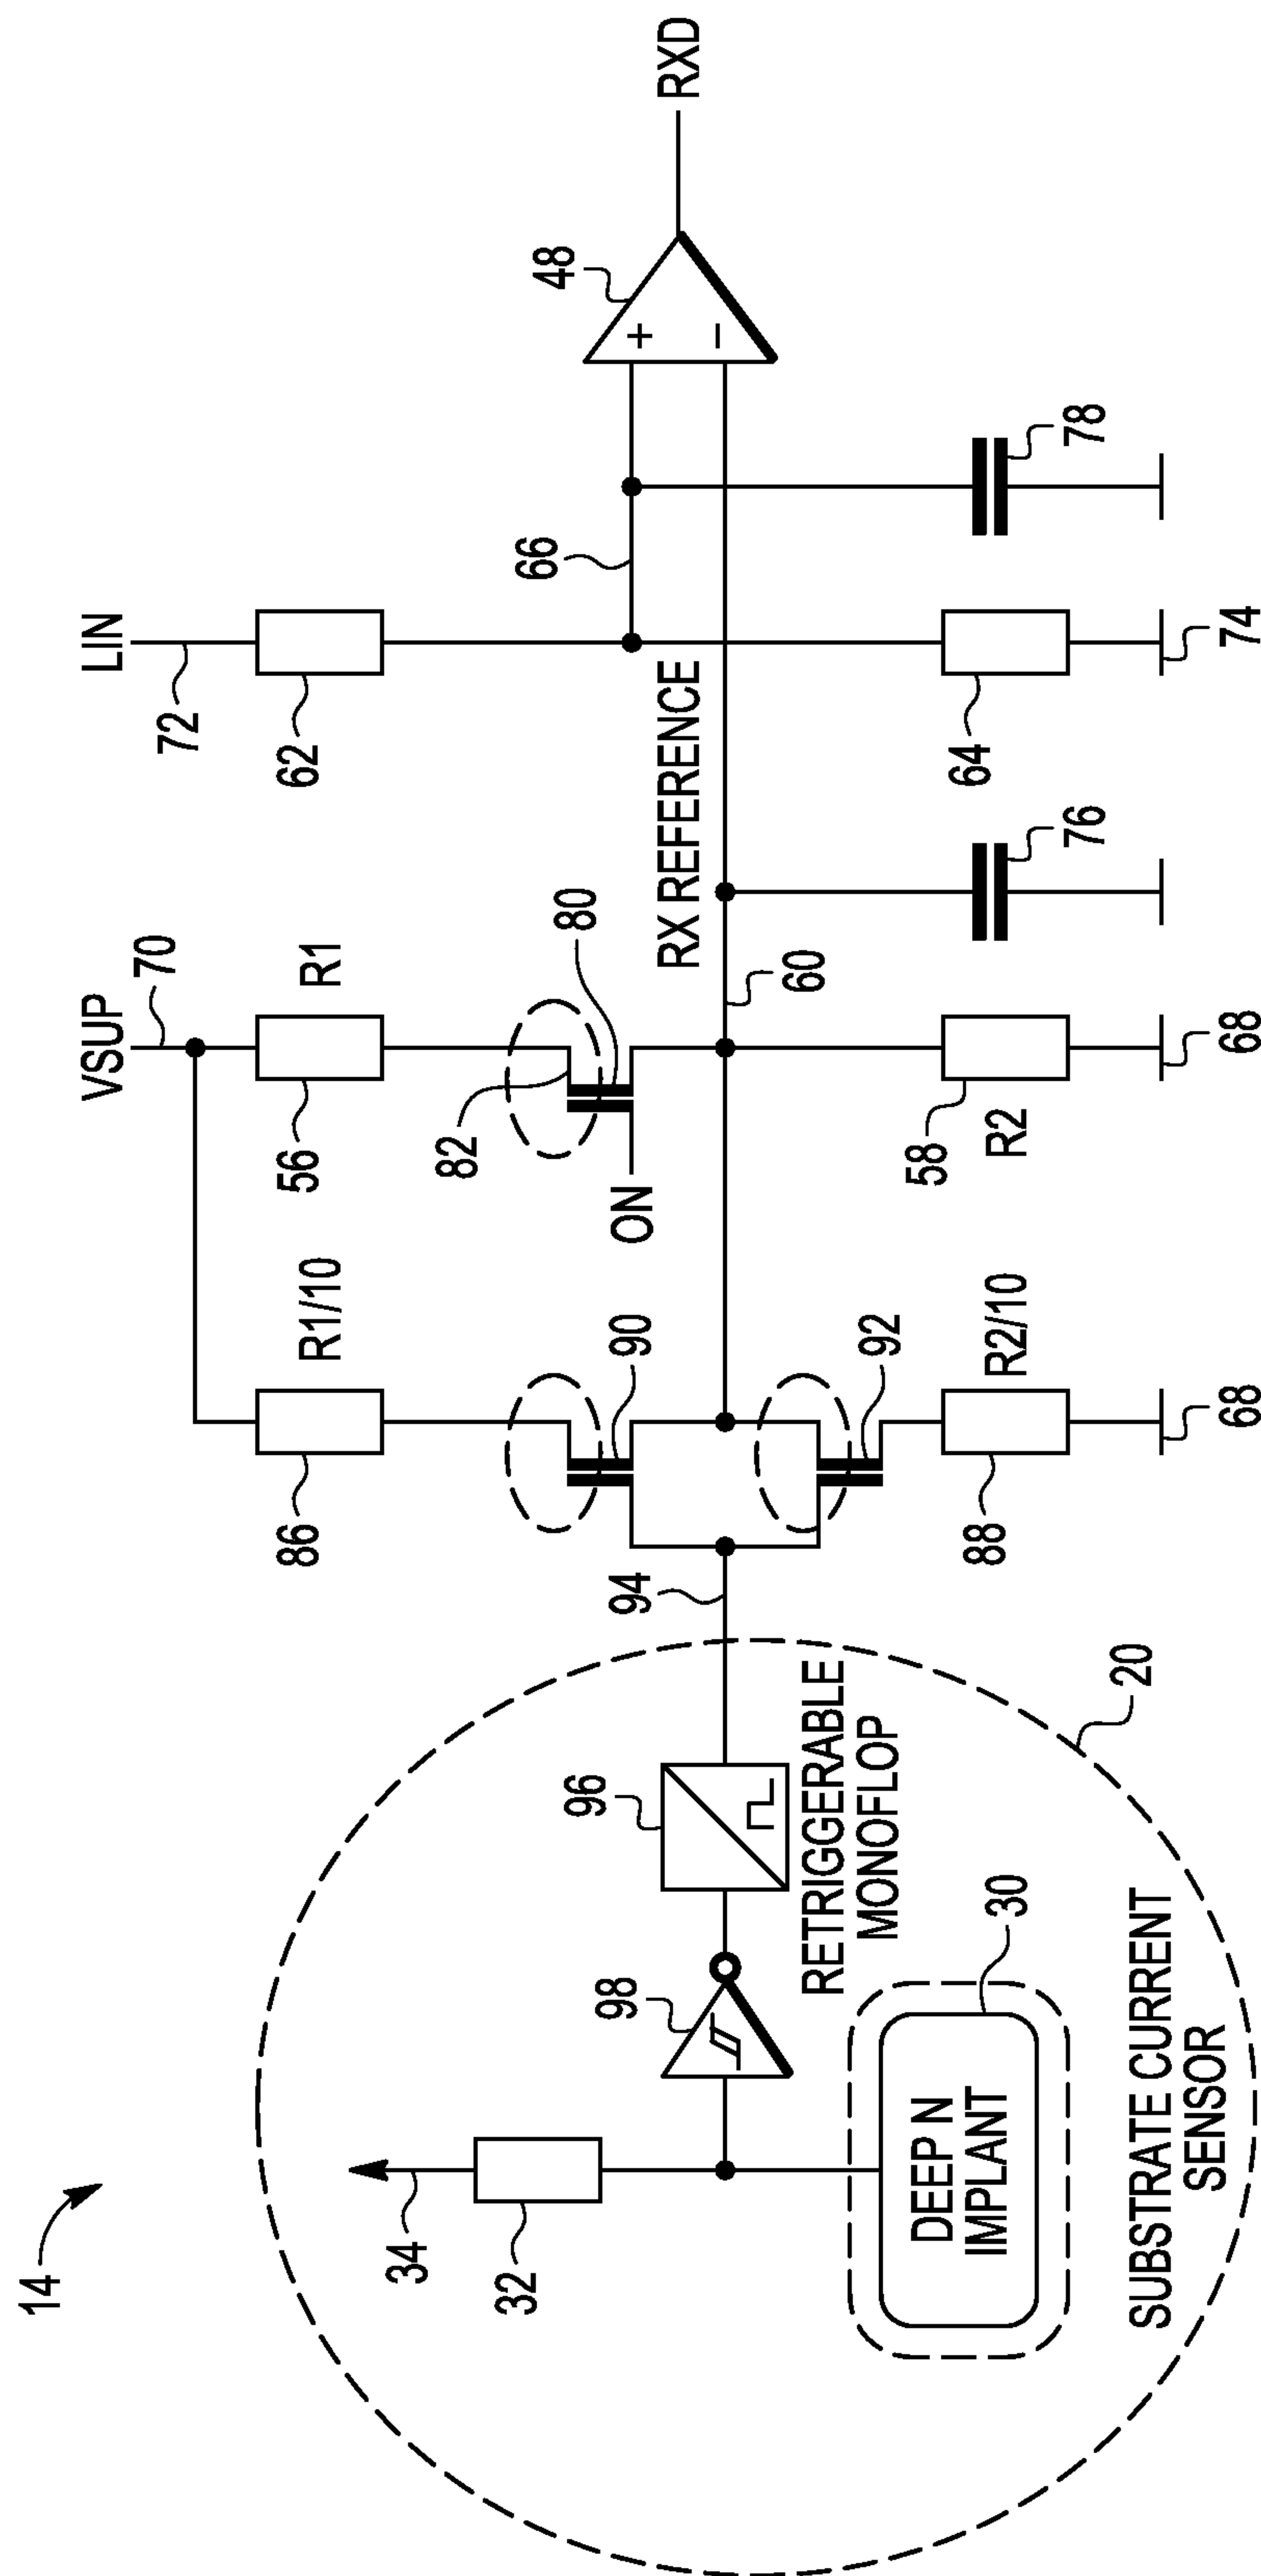 14
VSUP
70
LIN
72
R1/10
86
R1
56
62
34
32
90
82
80
ON
66
48
+
−
RXD
RX REFERENCE
98
96
94
60
RETRIGGERABLE
MONOFLOP
92
DEEP N
IMPLANT
30
R2/10
88
58
R2
76
64
78
SUBSTRATE CURRENT
SENSOR
20
68
68
74